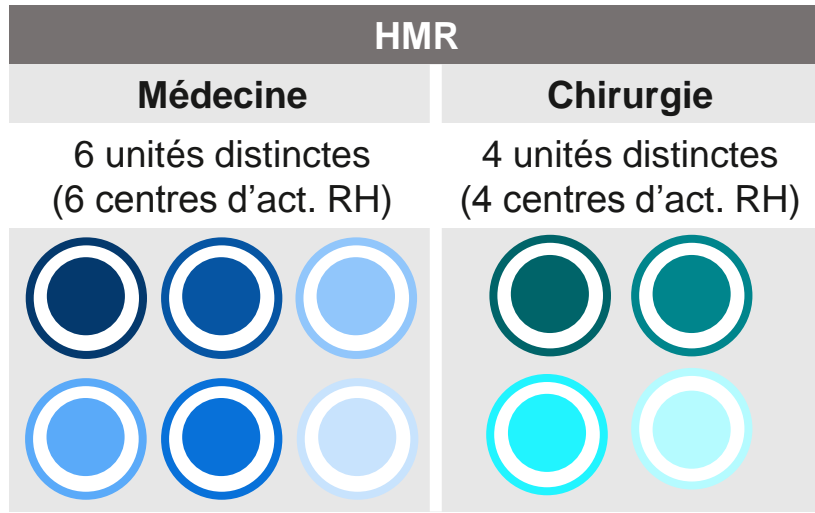 HMR
Médecine
Chirurgie
6 unités distinctes
(6 centres d'act. RH)
4 unités distinctes
(4 centres d'act. RH)